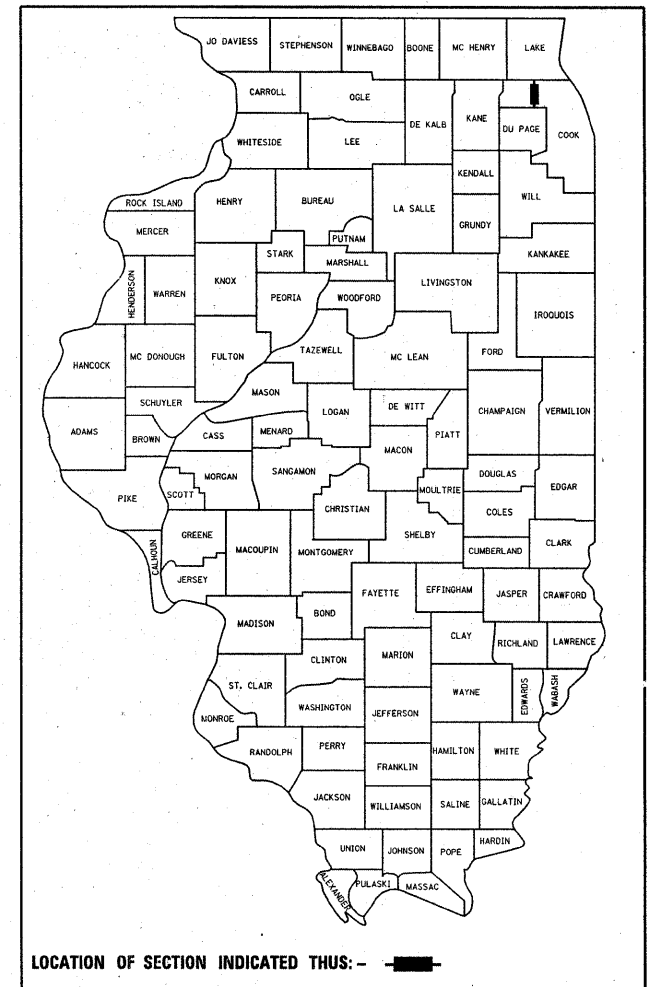 JO DAVIESS
STEPHENSON
WINNEBAGO
BOONE
MC HENRY
LAKE
CARROLL
OGLE
DE KALB
KANE
DU PAGE
COOK
WHITESIDE
LEE
KENDALL
WILL
ROCK ISLAND
HENRY
BUREAU
LA SALLE
GRUNDY
MERCER
PUTNAM
KANKAKEE
STARK
MARSHALL
HENDERSON
WARREN
KNOX
PEORIA
WOODFORD
LIVINGSTON
IROQUOIS
HANCOCK
MC DONOUGH
FULTON
TAZEWELL
MC LEAN
FORD
MASON
SCHUYLER
LOGAN
DE WITT
CHAMPAIGN
VERMILION
ADAMS
BROWN
CASS
MENARD
MACON
PIATT
MORGAN
SANGAMON
DOUGLAS
EDGAR
PIKE
SCOTT
CHRISTIAN
MOULTRIE
COLES
GREENE
MACOUPIN
MONTGOMERY
SHELBY
CUMBERLAND
CLARK
CALHOUN
JERSEY
FAYETTE
EFFINGHAM
JASPER
CRAWFORD
MADISON
BOND
CLAY
RICHLAND
LAWRENCE
CLINTON
MARION
ST. CLAIR
WAYNE
EDWARDS
WABASH
WASHINGTON
JEFFERSON
MONROE
RANDOLPH
PERRY
HAMILTON
WHITE
FRANKLIN
JACKSON
WILLIAMSON
SALINE
GALLATIN
UNION
JOHNSON
POPE
HARDIN
ALEXANDER
PULASKI
MASSAC
LOCATION OF SECTION INDICATED THUS: -